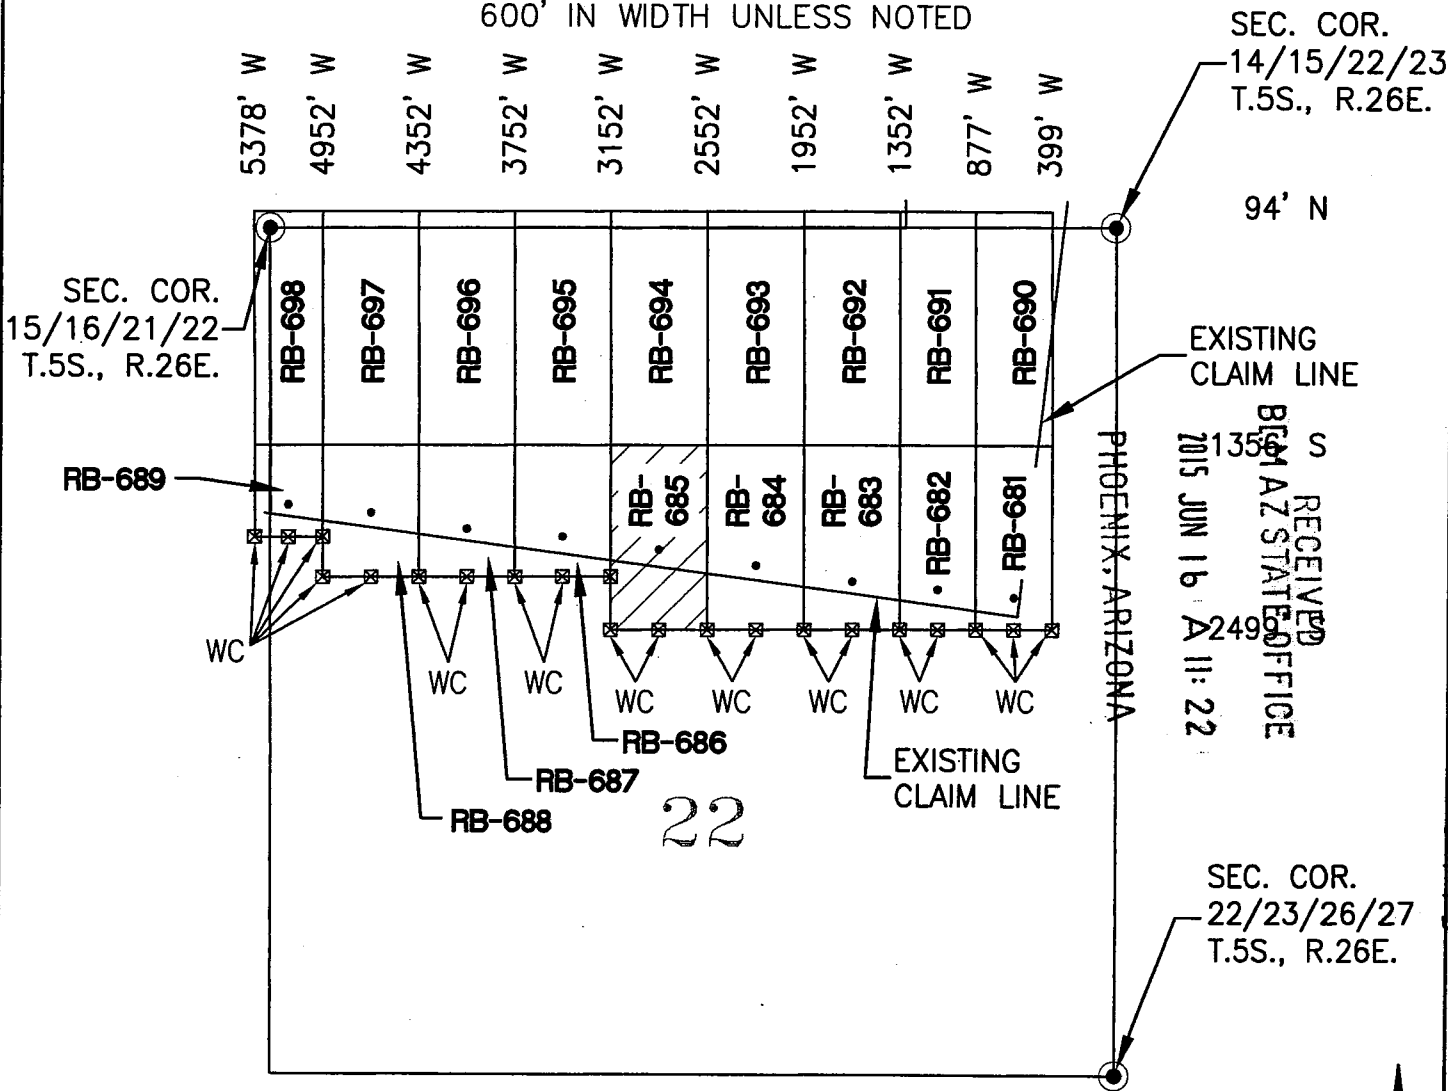 600' IN WIDTH UNLESS NOTED
5378' W
4952' W
4352' W
3752' W
3152' W
2552' W
1952' W
1352' W
877' W
399' W
SEC. COR.
14/15/22/23
T.5S., R.26E.
94' N
SEC. COR.
15/16/21/22
T.5S., R.26E.
RB-698
RB-697
RB-696
RB-695
RB-694
RB-693
RB-692
RB-691
RB-690
EXISTING
CLAIM LINE
1356' S
RB-689
RB-
685
RB-
684
RB-
683
RB-682
RB-681
RECEIVED
BLM AZ STATE OFFICE
2015 JUN 16 A 11: 22
PHOENIX, ARIZONA
WC
WC
WC
WC
WC
WC
WC
WC
RB-686
RB-687
RB-688
EXISTING
CLAIM LINE
22
SEC. COR.
22/23/26/27
T.5S., R.26E.